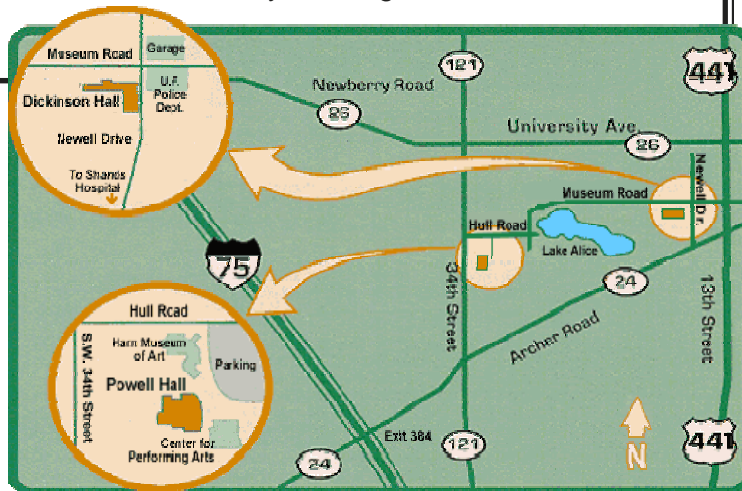 Museum Road
Garage
U.F.
Police
Dept.
Dickinson Hall
Newell Drive
To Shands
Hospital
121
441
Newberry Road
26
University Ave.
26
Newell Dr.
Museum Road
Hull Road
Lake Alice
75
34th Street
24
13th Street
Archer Road
Hull Road
S.W. 34th Street
Harn Museum
of Art
Parking
Powell Hall
Center for
Performing Arts
Exit 384
24
121
N
441